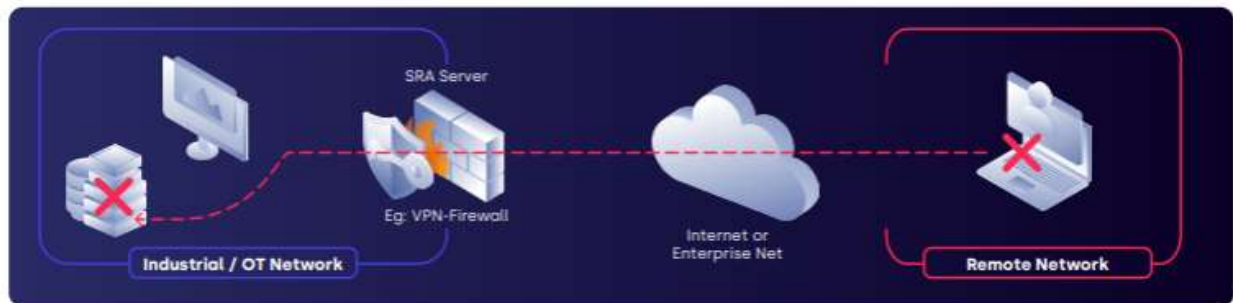 SRA Server
Eg: VPN-Firewall
Internet or
Enterprise Net
Industrial / OT Network
Remote Network